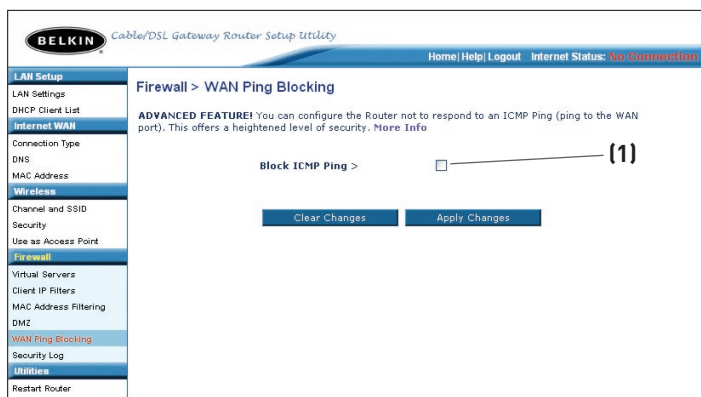 BELKIN
Cable/DSL Gateway Router Setup Utility
Home|Help|Logout Internet Status: No Connection
LAN Setup
LAN Settings
DHCP Client List
Internet WAN
Connection Type
DNS
MAC Address
Wireless
Channel and SSID
Security
Use as Access Point
Firewall
Virtual Servers
Client IP Filters
MAC Address Filtering
DMZ
WAN Ping Blocking
Security Log
Utilities
Restart Router
Firewall > WAN Ping Blocking
ADVANCED FEATURE! You can configure the Router not to respond to an ICMP Ping (ping to the WAN
port). This offers a heightened level of security. More Info
Block ICMP Ping >
(1)
Clear Changes
Apply Changes